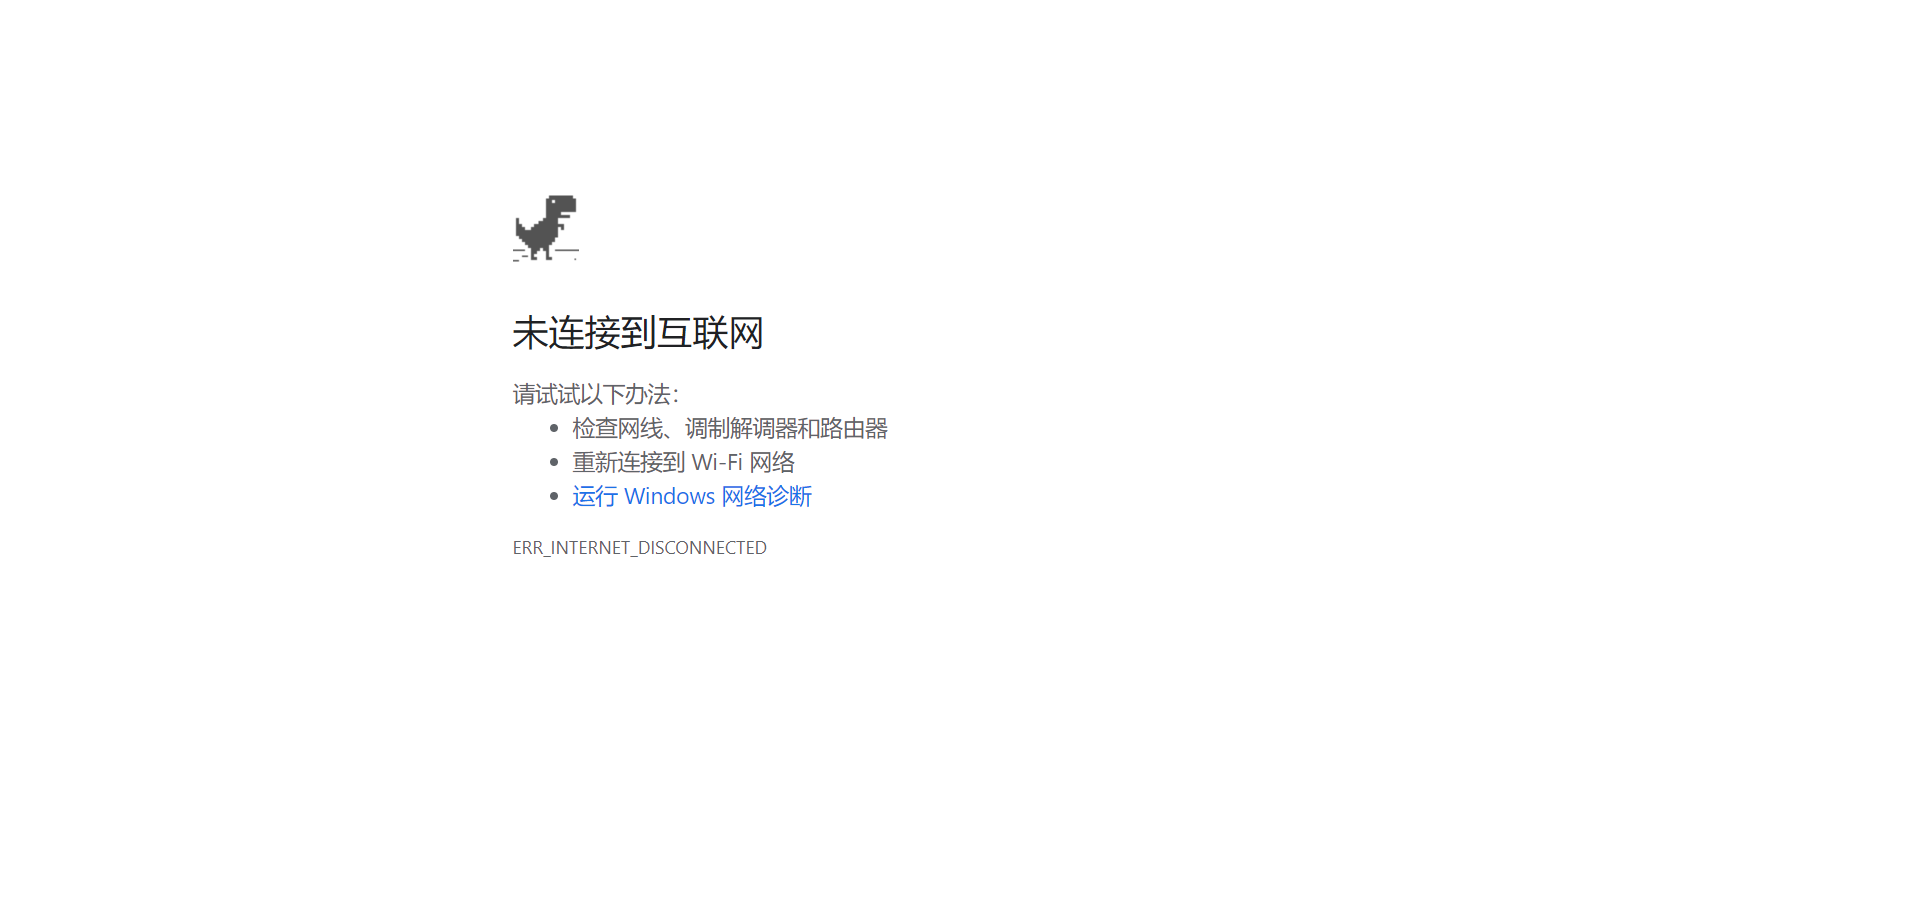 未连接到互联网
请试试以下办法：
检查网线、调制解调器和路由器
重新连接到 Wi-Fi 网络
运行 Windows 网络诊断
ERR_INTERNET_DISCONNECTED